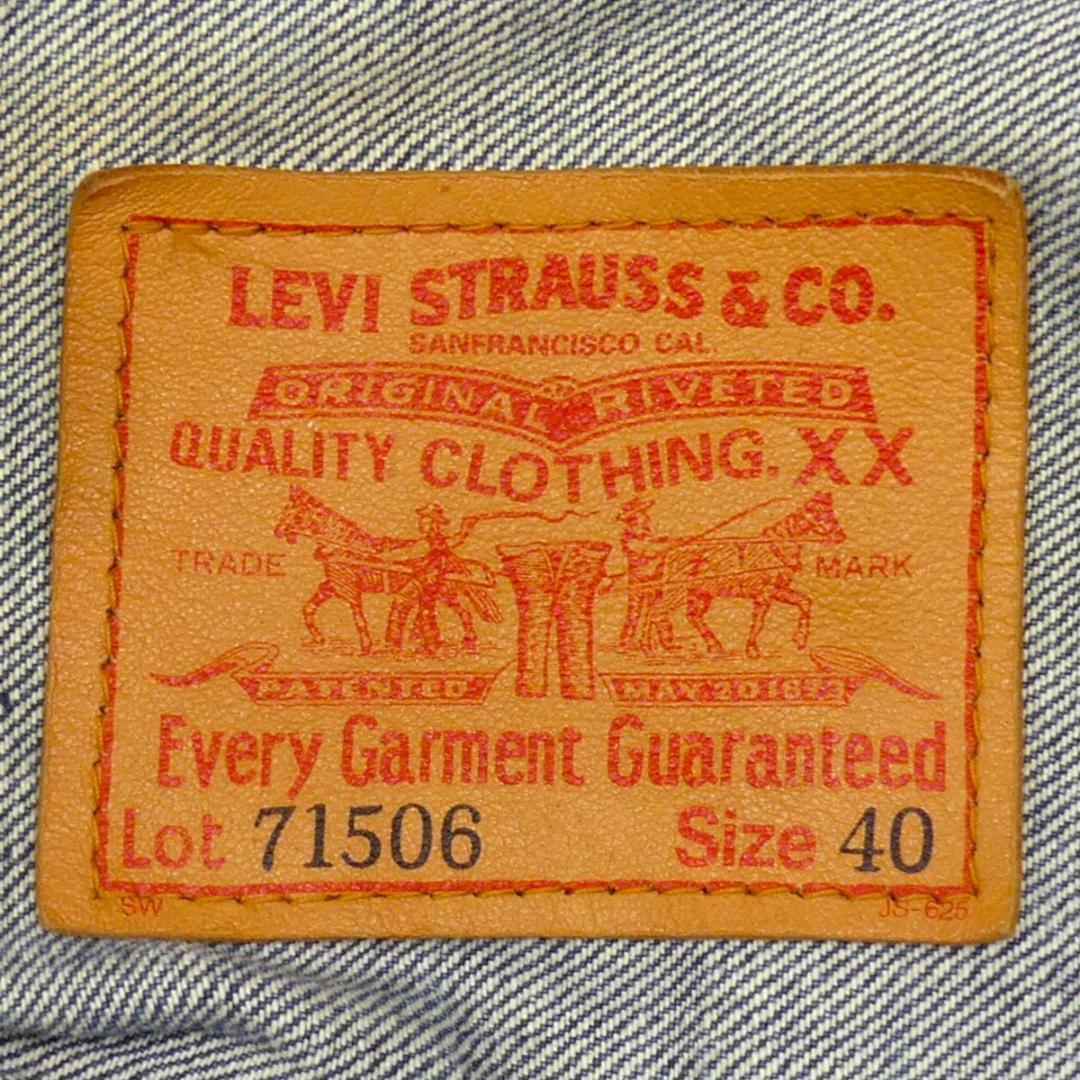 LEVI STRAUSS & CO.
SANFRANCISCO CAL.
ORIGINAL RIVETED
QUALITY CLOTHING. XX
TRADE MARK
PATENTED MAY 20 1873
Every Garment Guaranteed
Lot 71506 Size 40
SW JS-625